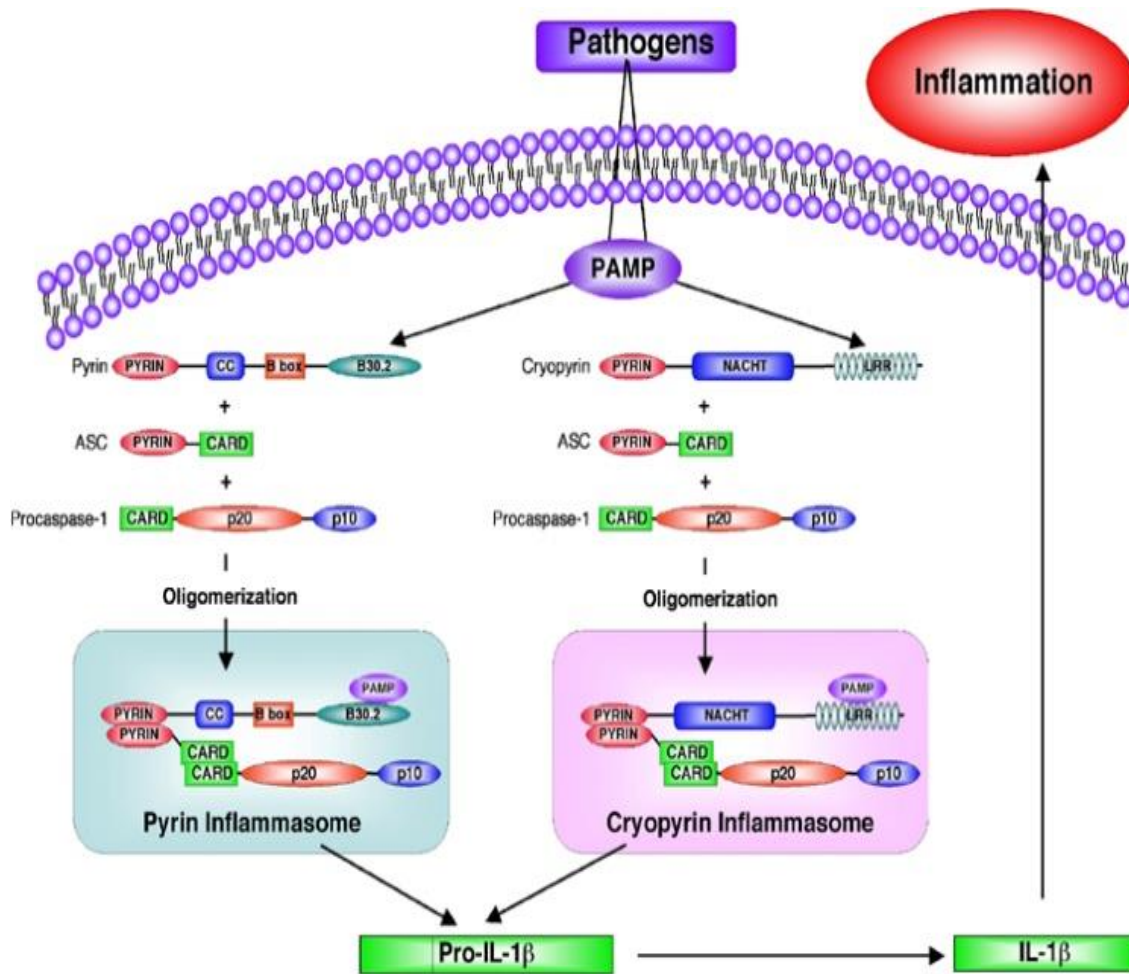 Pathogens
Inflammation
PAMP
Pyrin PYRIN CC B box B30.2
Cryopyrin PYRIN NACHT LRR
+
+
ASC PYRIN CARD
ASC PYRIN CARD
+
+
Procaspase-1 CARD p20 p10
Procaspase-1 CARD p20 p10
Oligomerization
Oligomerization
PAMP
PYRIN CC B box B30.2
PYRIN
CARD
CARD p20 p10
Pyrin Inflammasome
PAMP
PYRIN NACHT LRR
PYRIN
CARD
CARD p20 p10
Cryopyrin Inflammasome
Pro-IL-1β
IL-1β